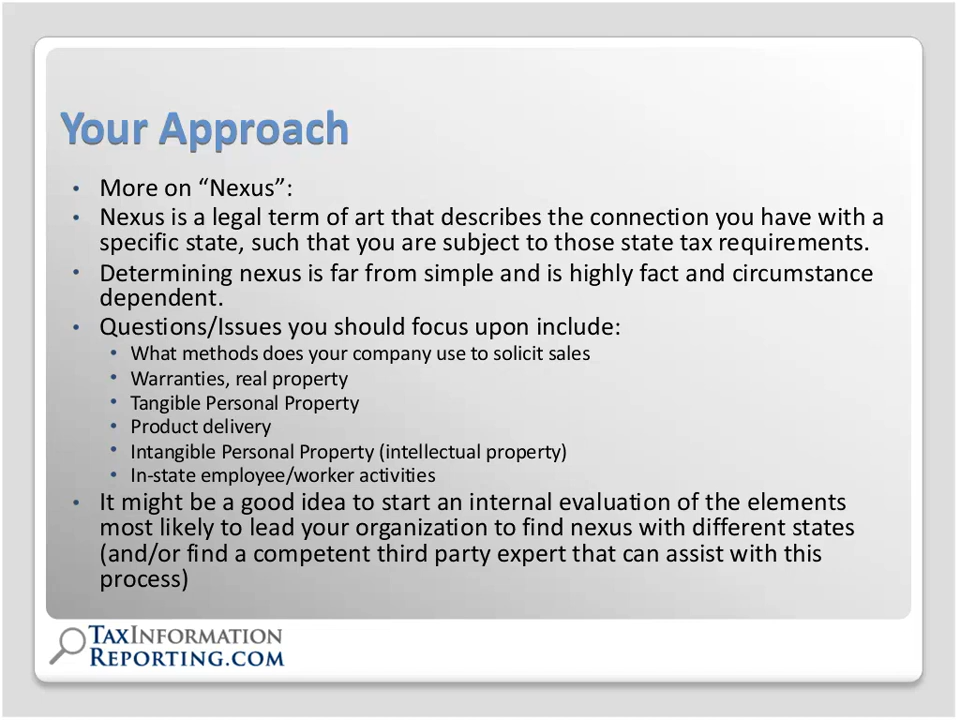 Your Approach
• More on “Nexus”:
• Nexus is a legal term of art that describes the connection you have with a
specific state, such that you are subject to those state tax requirements.
• Determining nexus is far from simple and is highly fact and circumstance
dependent.
• Questions/Issues you should focus upon include:
• What methods does your company use to solicit sales
• Warranties, real property
• Tangible Personal Property
• Product delivery
• Intangible Personal Property (intellectual property)
• In-state employee/worker activities
• It might be a good idea to start an internal evaluation of the elements
most likely to lead your organization to find nexus with different states
(and/or find a competent third party expert that can assist with this
process)
TAXINFORMATION
REPORTING.COM